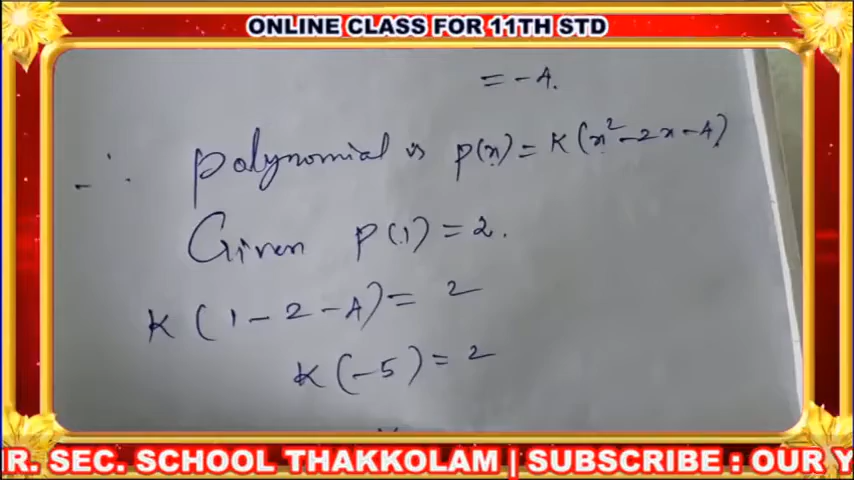 ONLINE CLASS FOR 11TH STD
= -4.
∴ polynomial is p(x) = K(x² - 2x - 4)
Given p(1) = 2.
K(1 - 2 - 4) = 2
K(-5) = 2
R. SEC. SCHOOL THAKKOLAM | SUBSCRIBE : OUR Y